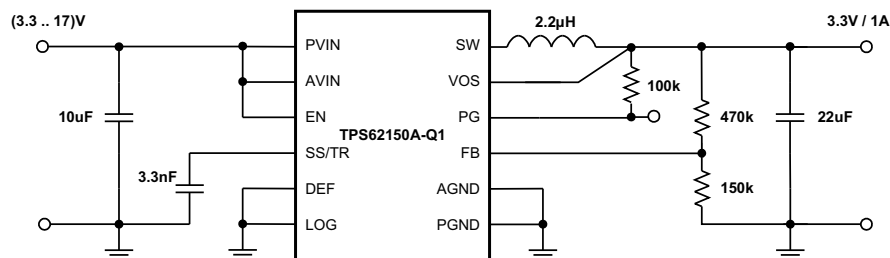 (3.3 .. 17)V
2.2µH
3.3V / 1A
PVIN
SW
AVIN
VOS
100k
10uF
EN
PG
470k
22uF
TPS62150A-Q1
SS/TR
FB
3.3nF
DEF
AGND
150k
LOG
PGND